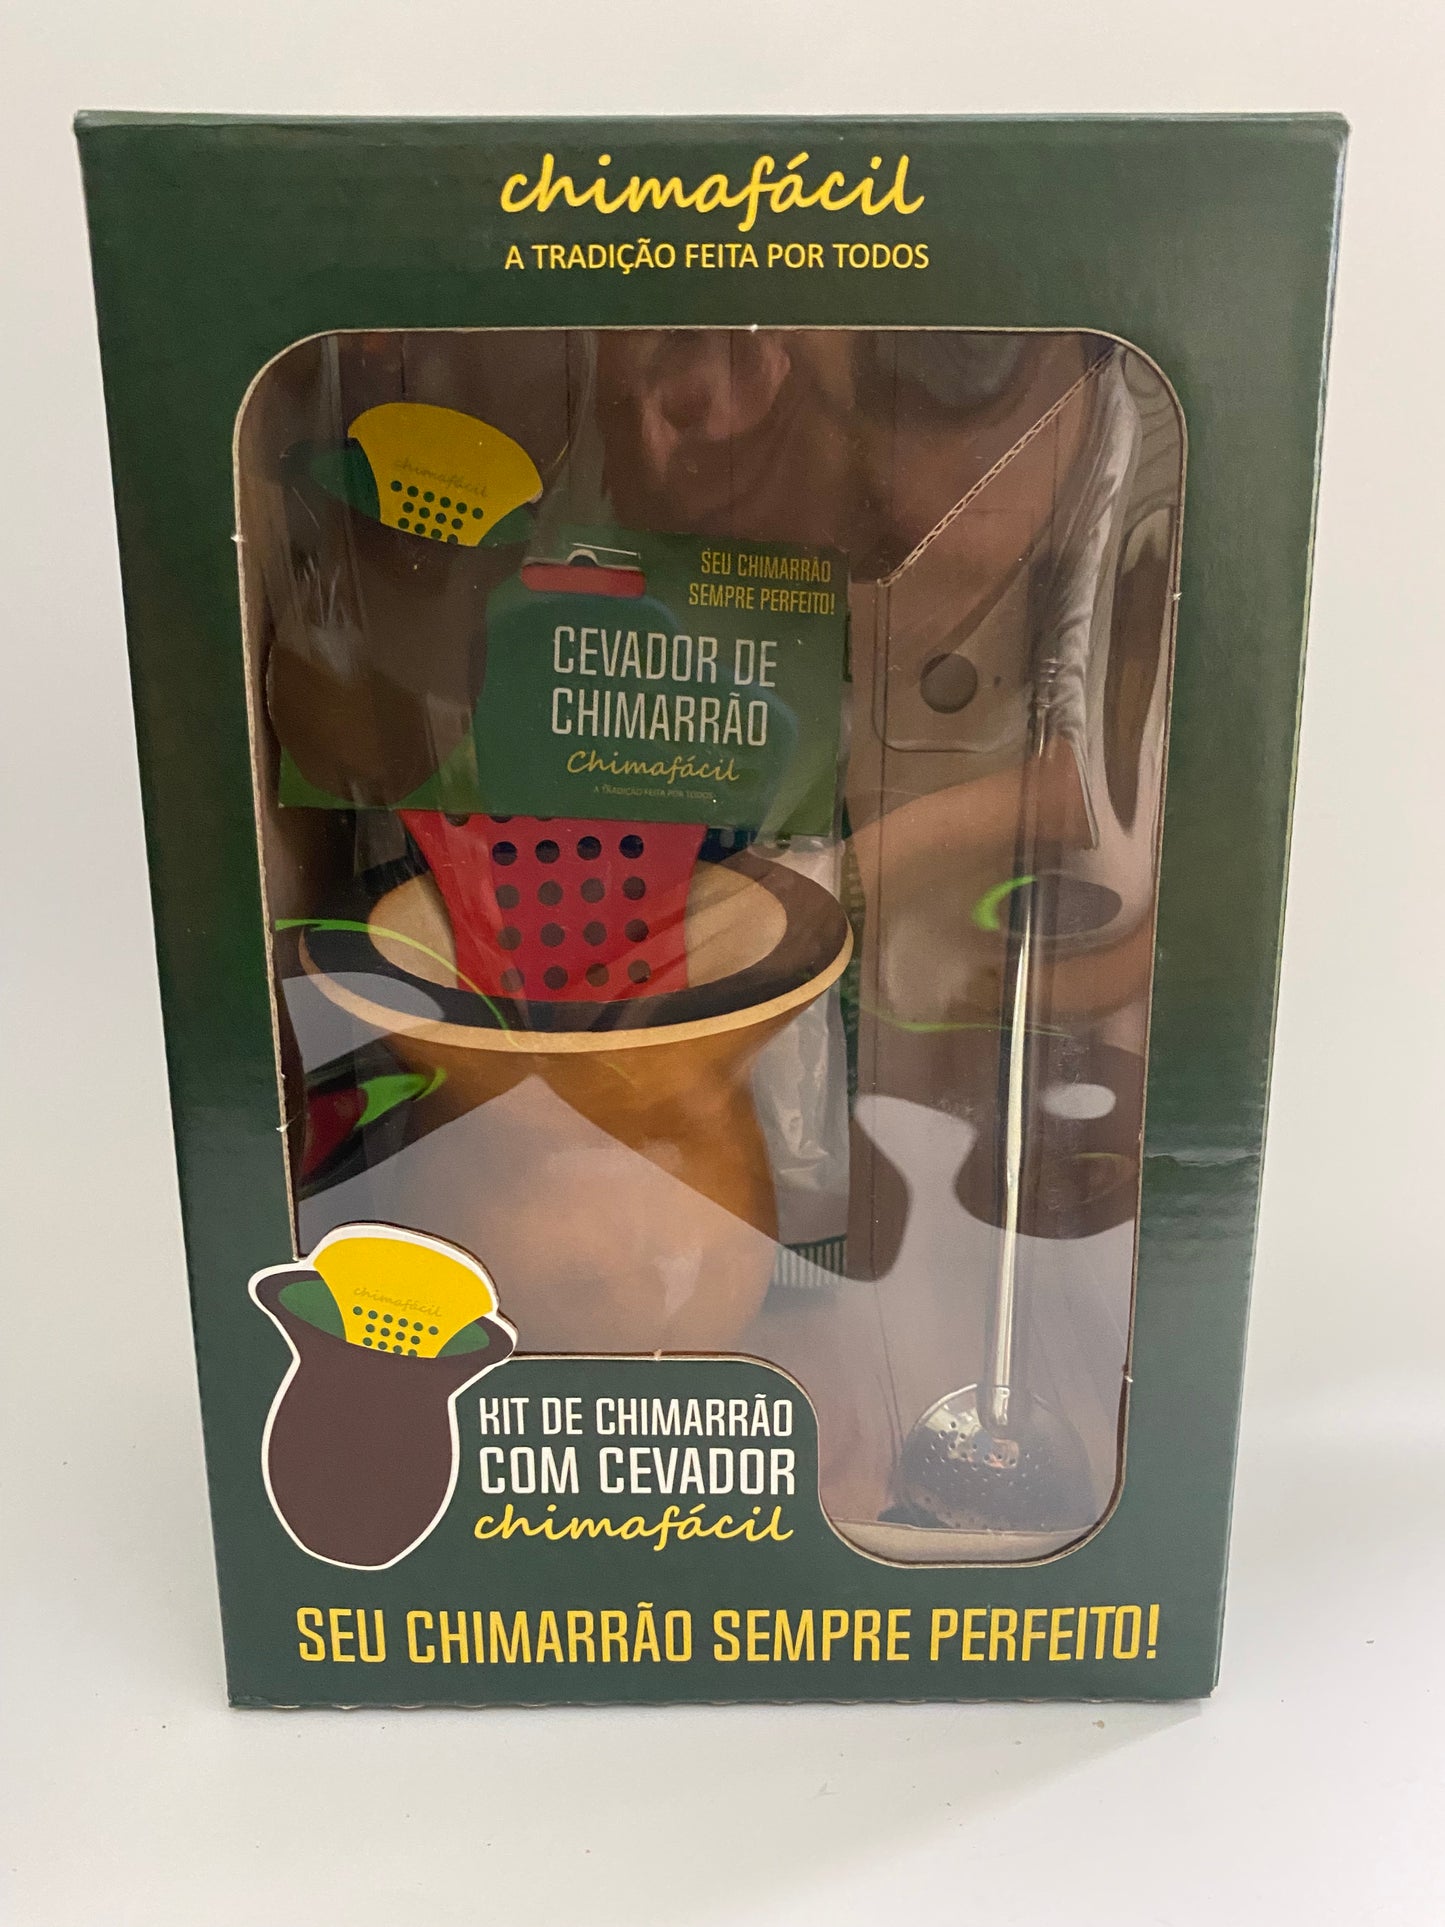 chimafácil
A TRADIÇÃO FEITA POR TODOS
chimafácil
SEU CHIMARRÃO
SEMPRE PERFEITO!
CEVADOR DE
CHIMARRÃO
Chimafácil
A TRADIÇÃO FEITA POR TODOS
chimafácil
KIT DE CHIMARRÃO
COM CEVADOR
chimafácil
SEU CHIMARRÃO SEMPRE PERFEITO!